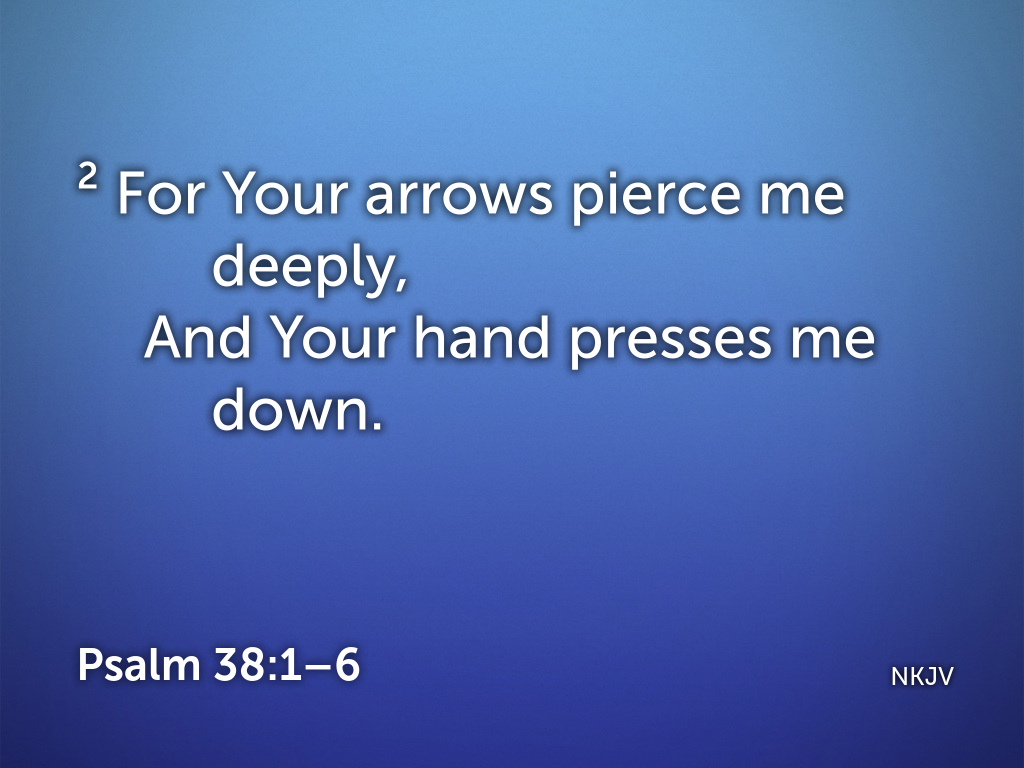 ² For Your arrows pierce me
deeply,
And Your hand presses me
down.
Psalm 38:1–6
NKJV